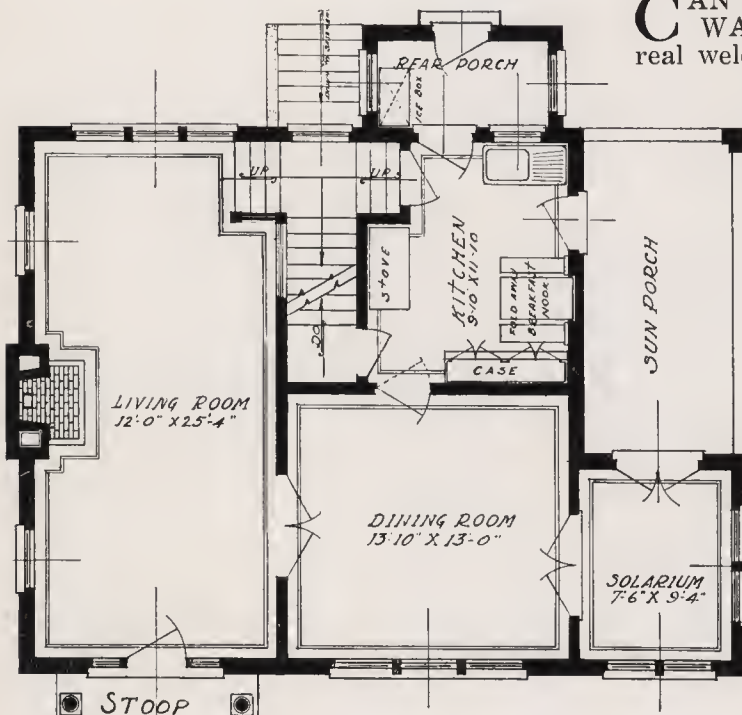 CAN
WA
real wel
REAR PORCH
ICE BOX
UP
UP
STOVE
KITCHEN
9'-10 X 11'-10
FOLD AWAY
BREAKFAST
NOOK
CASE
SUN PORCH
LIVING ROOM
12'-0" X 25'-4"
DINING ROOM
13'-10" X 13'-0"
SOLARIUM
7'-6" X 9'-4"
STOOP